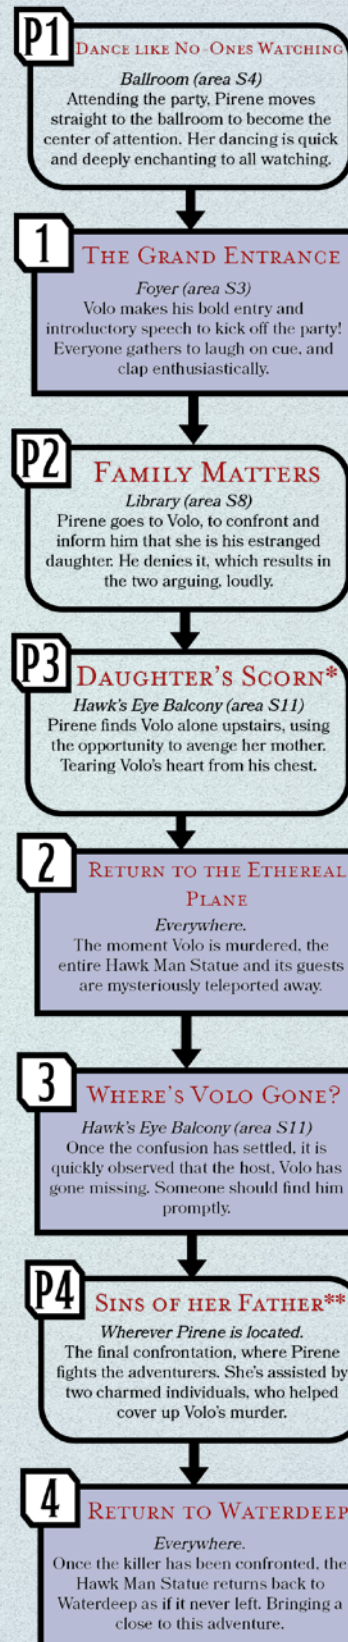 P1
Dance like No-Ones Watching
Ballroom (area S4)
Attending the party, Pirene moves
straight to the ballroom to become the
center of attention. Her dancing is quick
and deeply enchanting to all watching.
1
The Grand Entrance
Foyer (area S3)
Volo makes his bold entry and
introductory speech to kick off the party!
Everyone gathers to laugh on cue, and
clap enthusiastically.
P2
Family Matters
Library (area S8)
Pirene goes to Volo, to confront and
inform him that she is his estranged
daughter. He denies it, which results in
the two arguing, loudly.
P3
Daughter's Scorn*
Hawk's Eye Balcony (area S11)
Pirene finds Volo alone upstairs, using
the opportunity to avenge her mother.
Tearing Volo's heart from his chest.
2
Return to the Ethereal
Plane
Everywhere.
The moment Volo is murdered, the
entire Hawk Man Statue and its guests
are mysteriously teleported away.
3
Where's Volo Gone?
Hawk's Eye Balcony (area S11)
Once the confusion has settled, it is
quickly observed that the host, Volo has
gone missing. Someone should find him
promptly.
P4
Sins of her Father**
Wherever Pirene is located.
The final confrontation, where Pirene
fights the adventurers. She's assisted by
two charmed individuals, who helped
cover up Volo's murder.
4
Return to Waterdeep
Everywhere.
Once the killer has been confronted, the
Hawk Man Statue returns back to
Waterdeep as if it never left. Bringing a
close to this adventure.